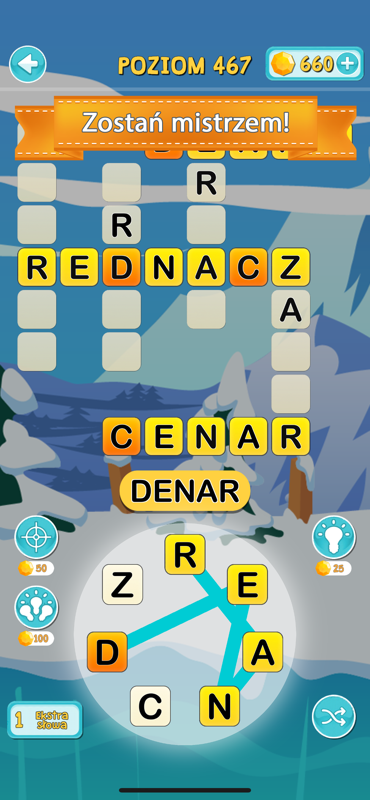 POZIOM 467
660 +
Zostań mistrzem!
R
R
REDNACZ
A
CENAR
DENAR
R
Z E
50
25
D A
100
C N
1 Ekstra
słowa